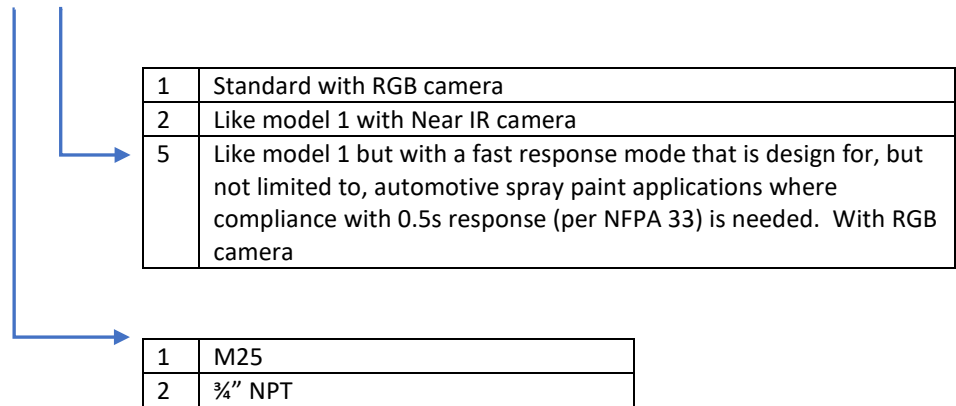 1 Standard with RGB camera
2 Like model 1 with Near IR camera
5 Like model 1 but with a fast response mode that is design for, but
not limited to, automotive spray paint applications where
compliance with 0.5s response (per NFPA 33) is needed.  With RGB
camera
1 M25
2 ¾” NPT